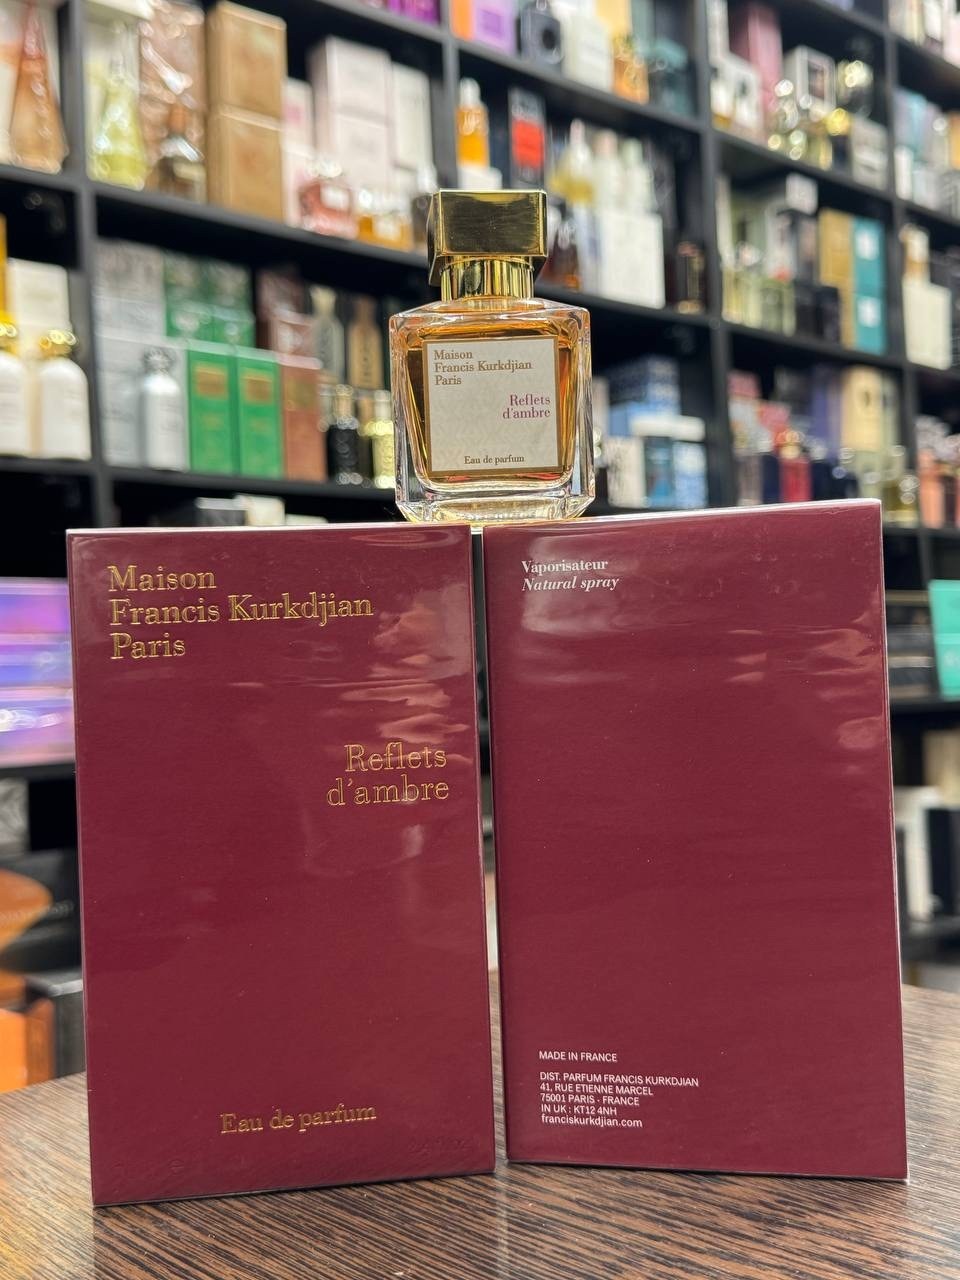 Maison
Francis Kurkdjian
Paris
Reflets
d'ambre
Eau de parfum
Maison
Francis Kurkdjian
Paris
Reflets
d'ambre
Eau de parfum
Vaporisateur
Natural spray
MADE IN FRANCE
DIST. PARFUM FRANCIS KURKDJIAN
41, RUE ETIENNE MARCEL
75001 PARIS - FRANCE
IN UK : KT12 4NH
franciskurkdjian.com